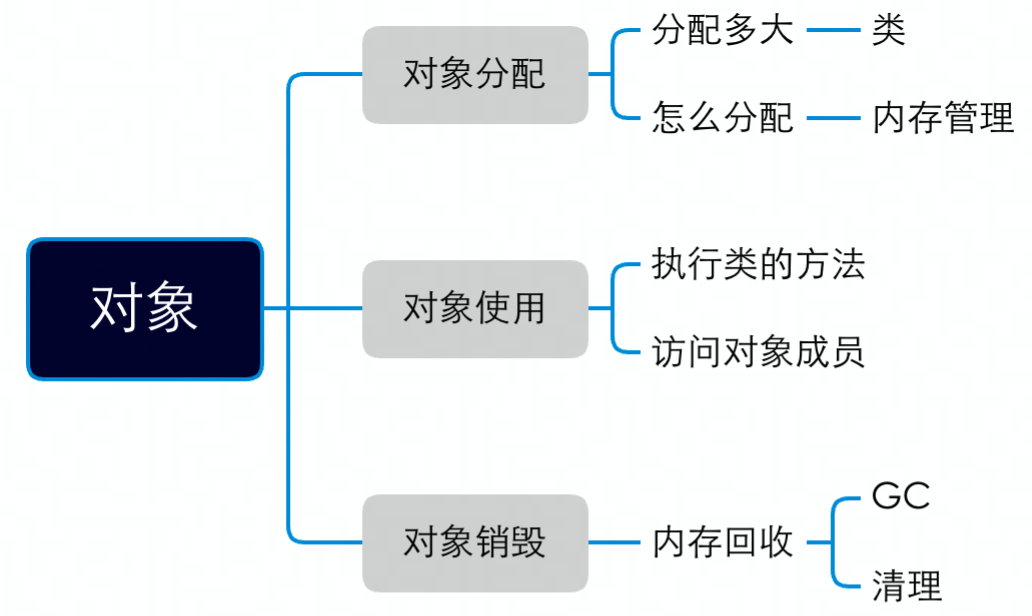 对象
对象分配
分配多大
类
怎么分配
内存管理
对象使用
执行类的方法
访问对象成员
对象销毁
内存回收
GC
清理